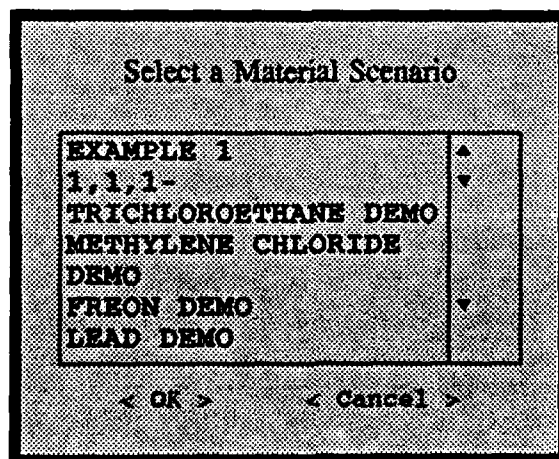 Select a Material Scenario
EXAMPLE 1
1,1,1-
TRICHLOROETHANE DEMO
METHYLENE CHLORIDE
DEMO
FREON DEMO
LEAD DEMO
< OK > < Cancel >